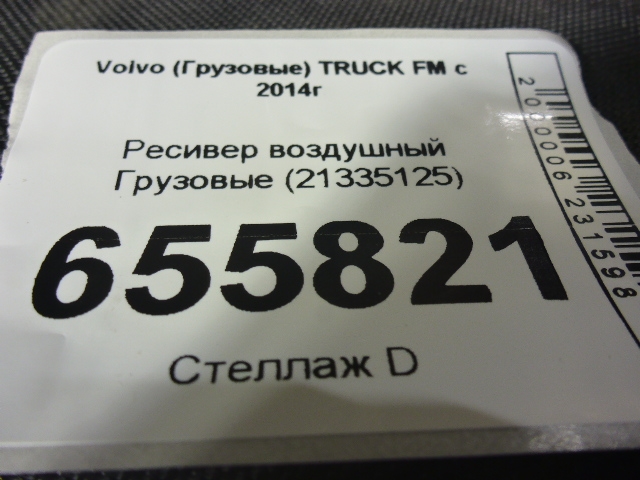 Volvo (Грузовые) TRUCK FM с
2014г
Ресивер воздушный
Грузовые (21335125)
655821
Стеллаж D
2000006231598